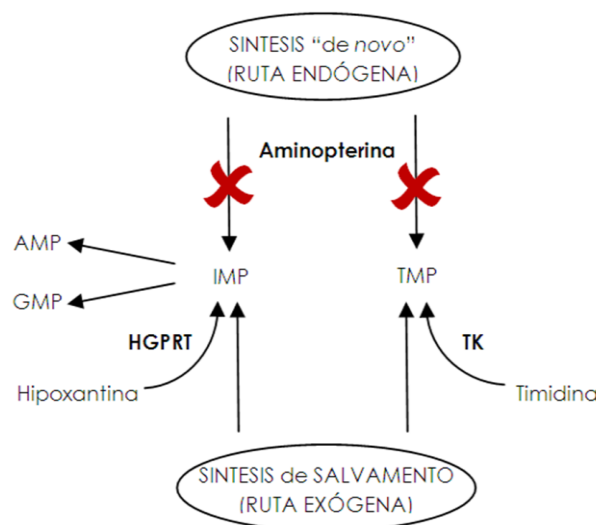 SINTESIS “de novo”
(RUTA ENDÓGENA)
Aminopterina
AMP
IMP
TMP
GMP
HGPRT
TK
Hipoxantina
Timidina
SINTESIS de SALVAMENTO
(RUTA EXÓGENA)